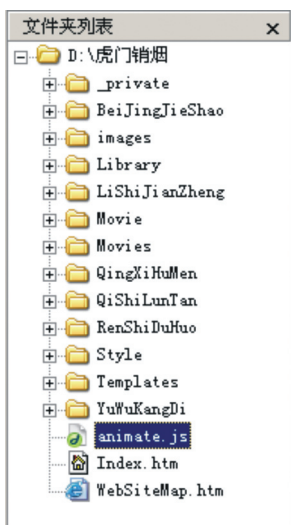 文件夹列表
D:\虎门销烟
_private
BeiJingJieShao
images
Library
LiShiJianZheng
Movie
Movies
QingXiHuMen
QiShiLunTan
RenShiDuHuo
Style
Templates
YuWuKangDi
animate.js
Index.htm
WebSiteMap.htm